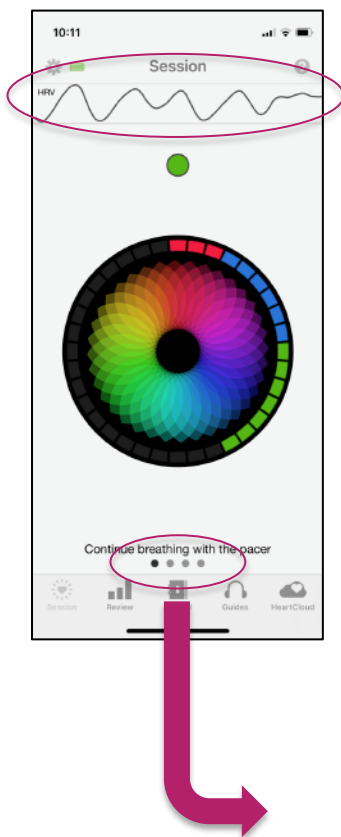 10:11
Session
HRV
Continue breathing with the pacer
Session
Review
Guides
HeartCloud